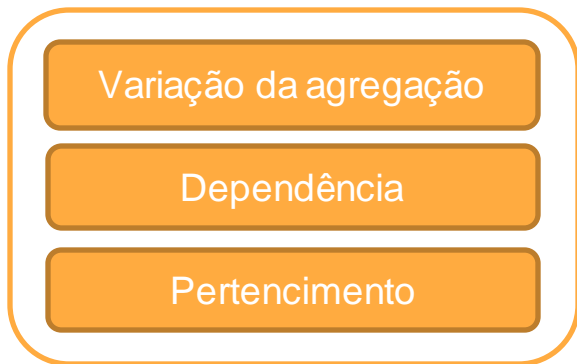 Variação da agregação
Dependência
Pertencimento